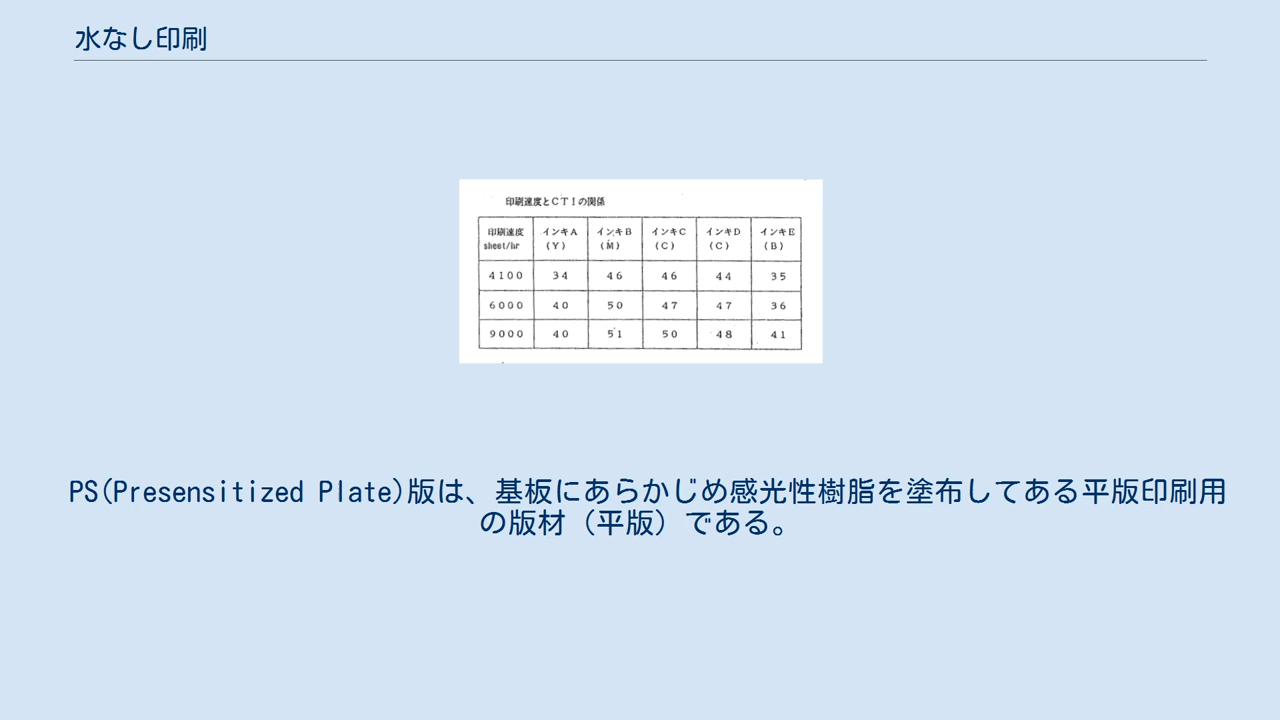 水なし印刷
印刷速度とCTIの関係
印刷速度 sheet/hr インキA (Y) インキB (M) インキC (C) インキD (C) インキE (B)
4100 34 46 46 44 35
6000 40 50 47 47 36
9000 40 51 50 48 41
PS(Presensitized Plate)版は、基板にあらかじめ感光性樹脂を塗布してある平版印刷用
の版材（平版）である。